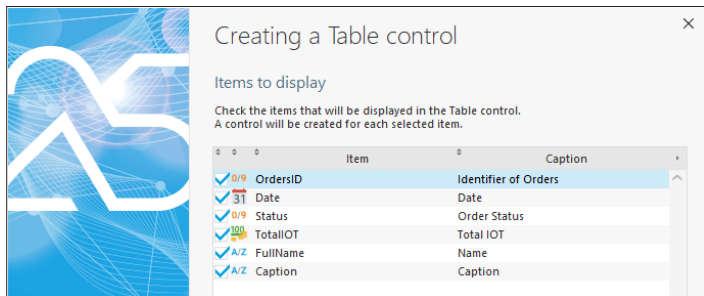 Creating a Table control
Items to display
Check the items that will be displayed in the Table control.
A control will be created for each selected item.
Item Caption
0/9 OrdersID Identifier of Orders
31 Date Date
0/9 Status Order Status
100 TotalIOT Total IOT
A/Z FullName Name
A/Z Caption Caption